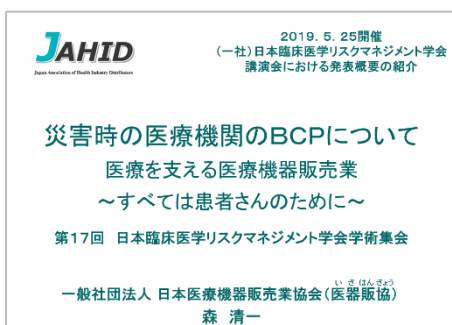 JAHID
Japan Association of Health Industry Distributors
2019．5．25開催
（一社）日本臨床医学リスクマネジメント学会
講演会における発表概要の紹介
災害時の医療機関のＢＣＰについて
医療を支える医療機器販売業
～すべては患者さんのために～
第17回　日本臨床医学リスクマネジメント学会学術集会
い き はんきょう
一般社団法人 日本医療機器販売業協会（医器販協）
森 清一